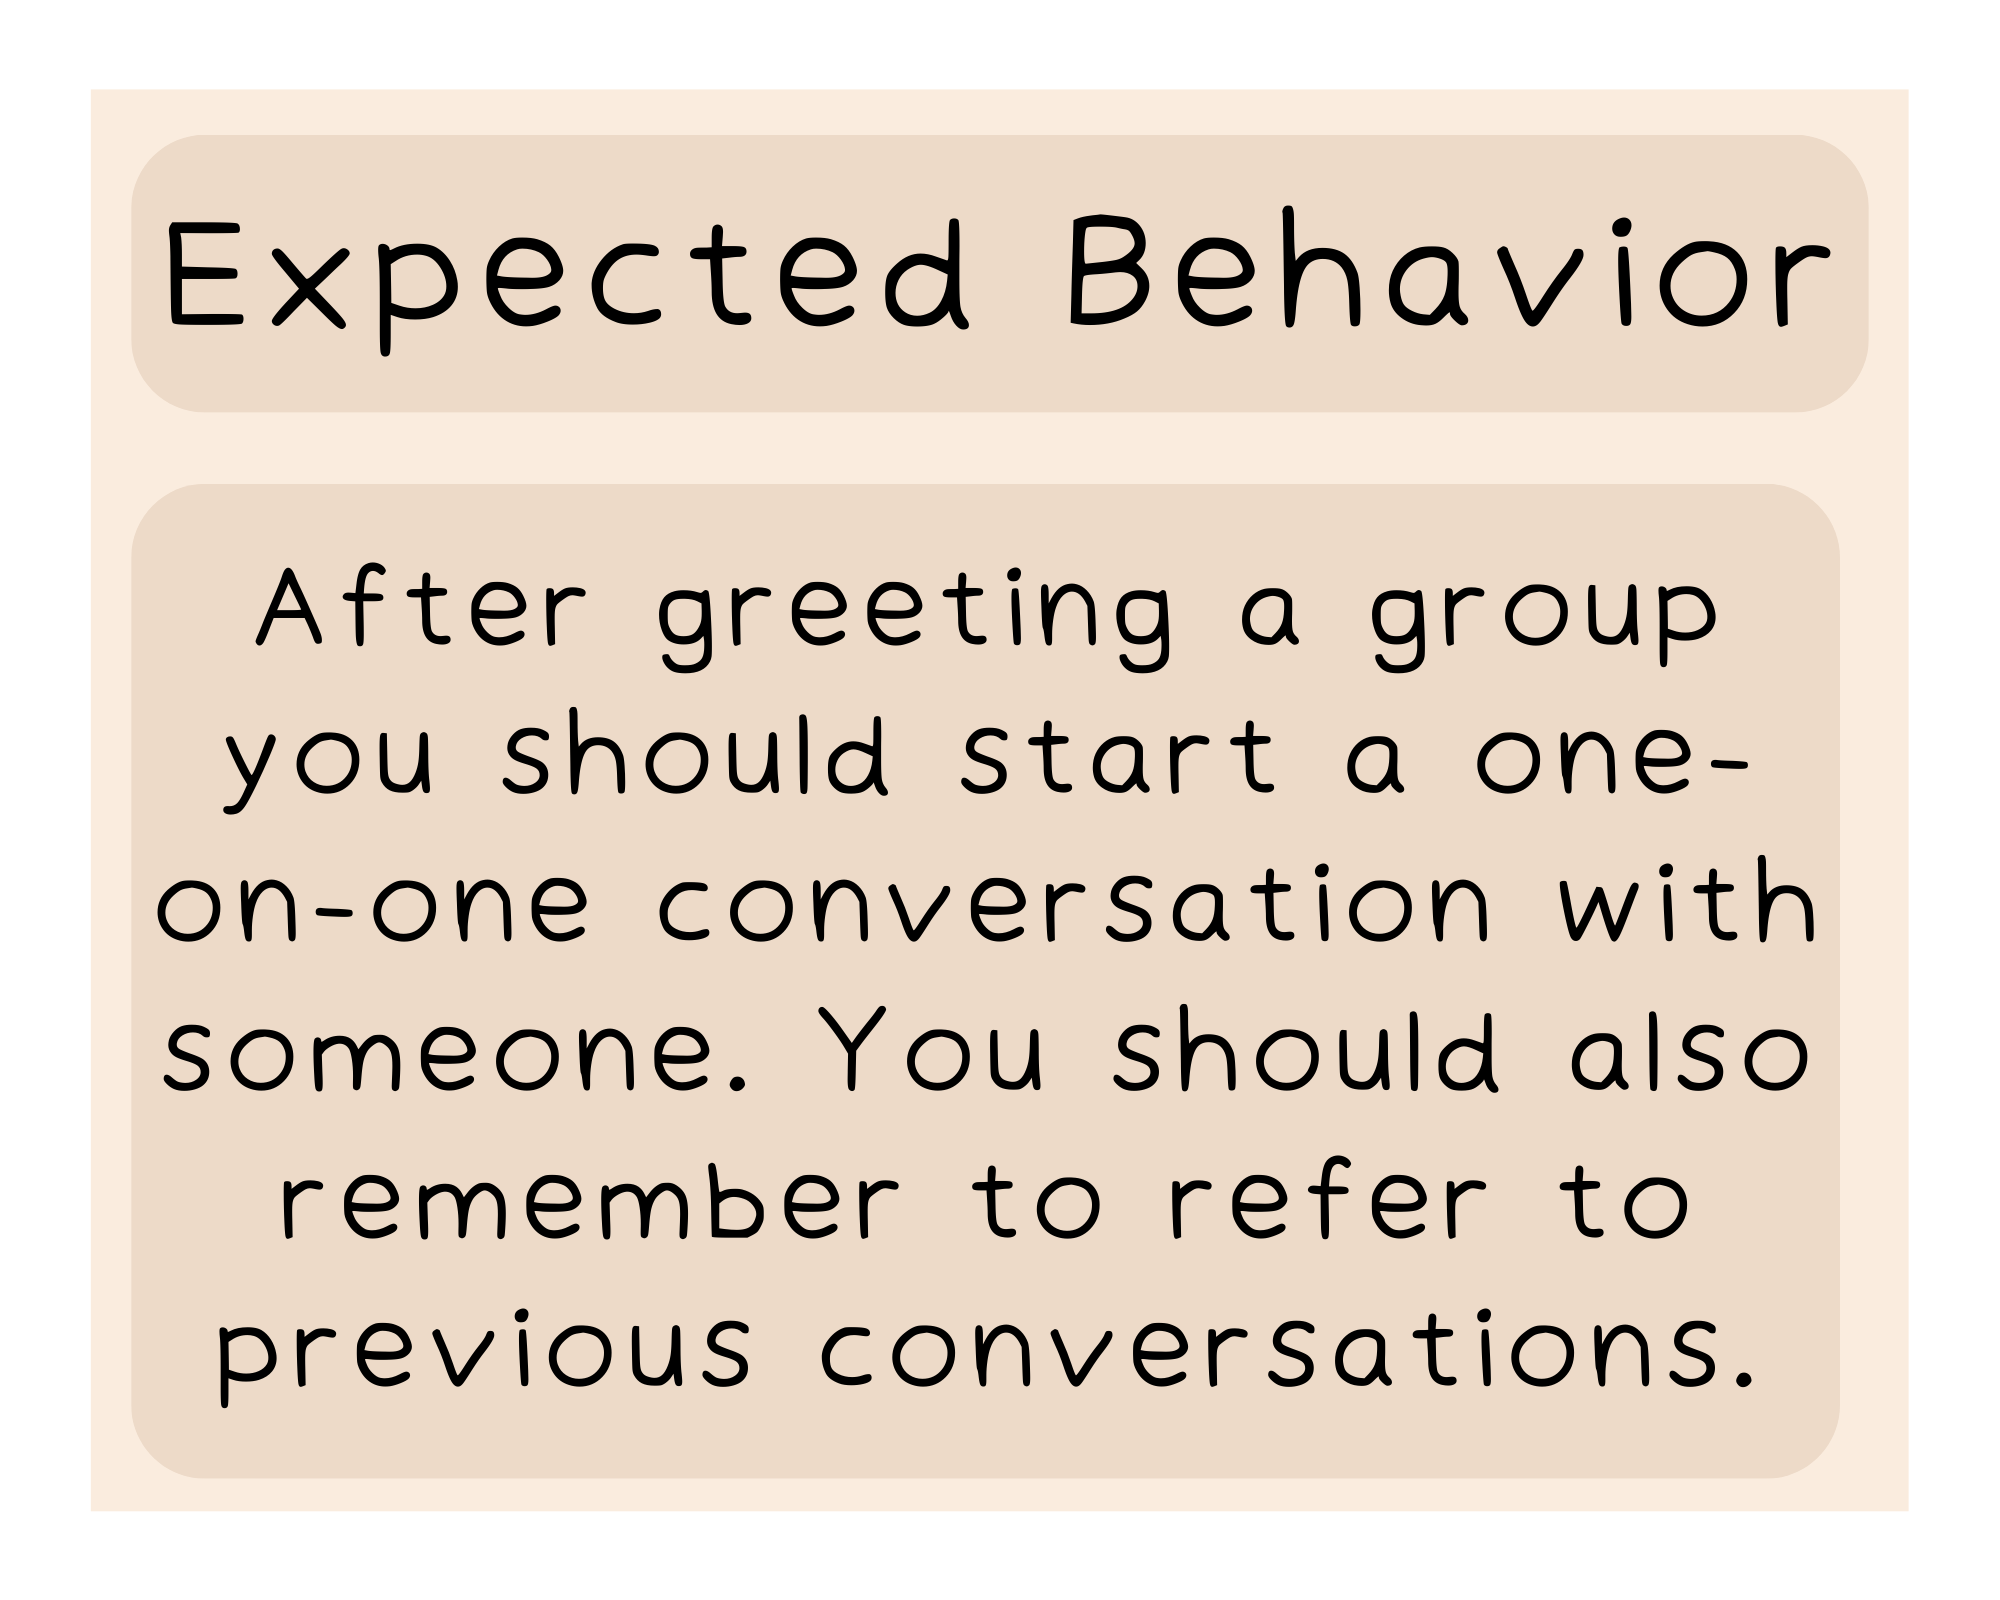 Expected Behavior
After greeting a group
you should start a one-
on-one conversation with
someone. You should also
remember to refer to
previous conversations.